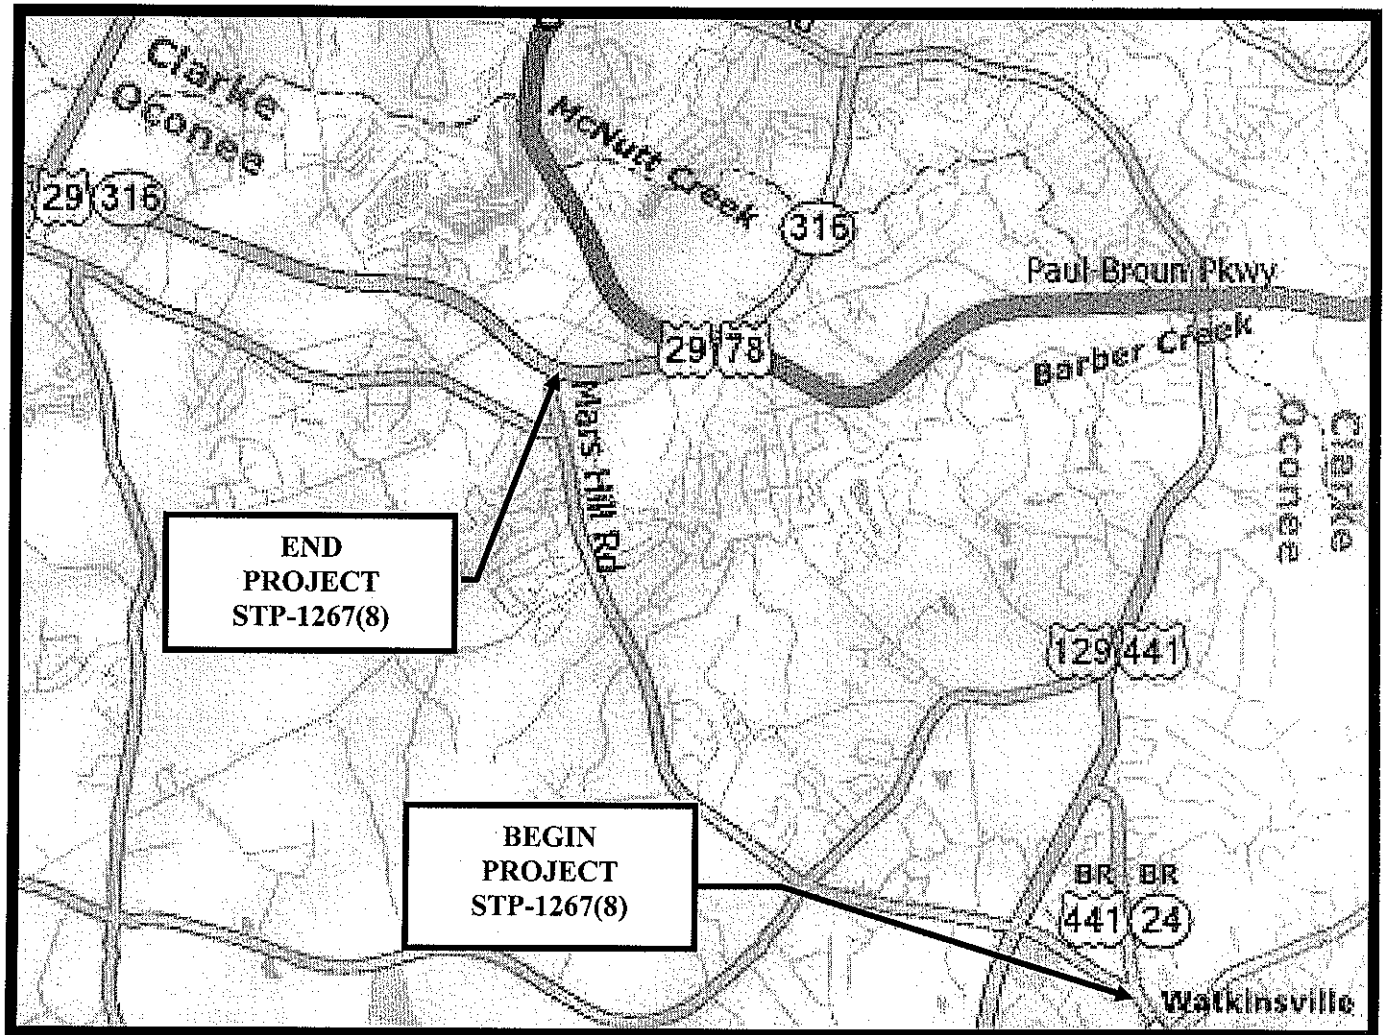 Clarke
Oconee
McNutt Creek
29 316
316
Paul Broun Pkwy
29 78
Barber Creek
Mars Hill Rd
Oconee
Clarke
END
PROJECT
STP-1267(8)
129 441
BEGIN
PROJECT
STP-1267(8)
BR BR
441 24
Watkinsville